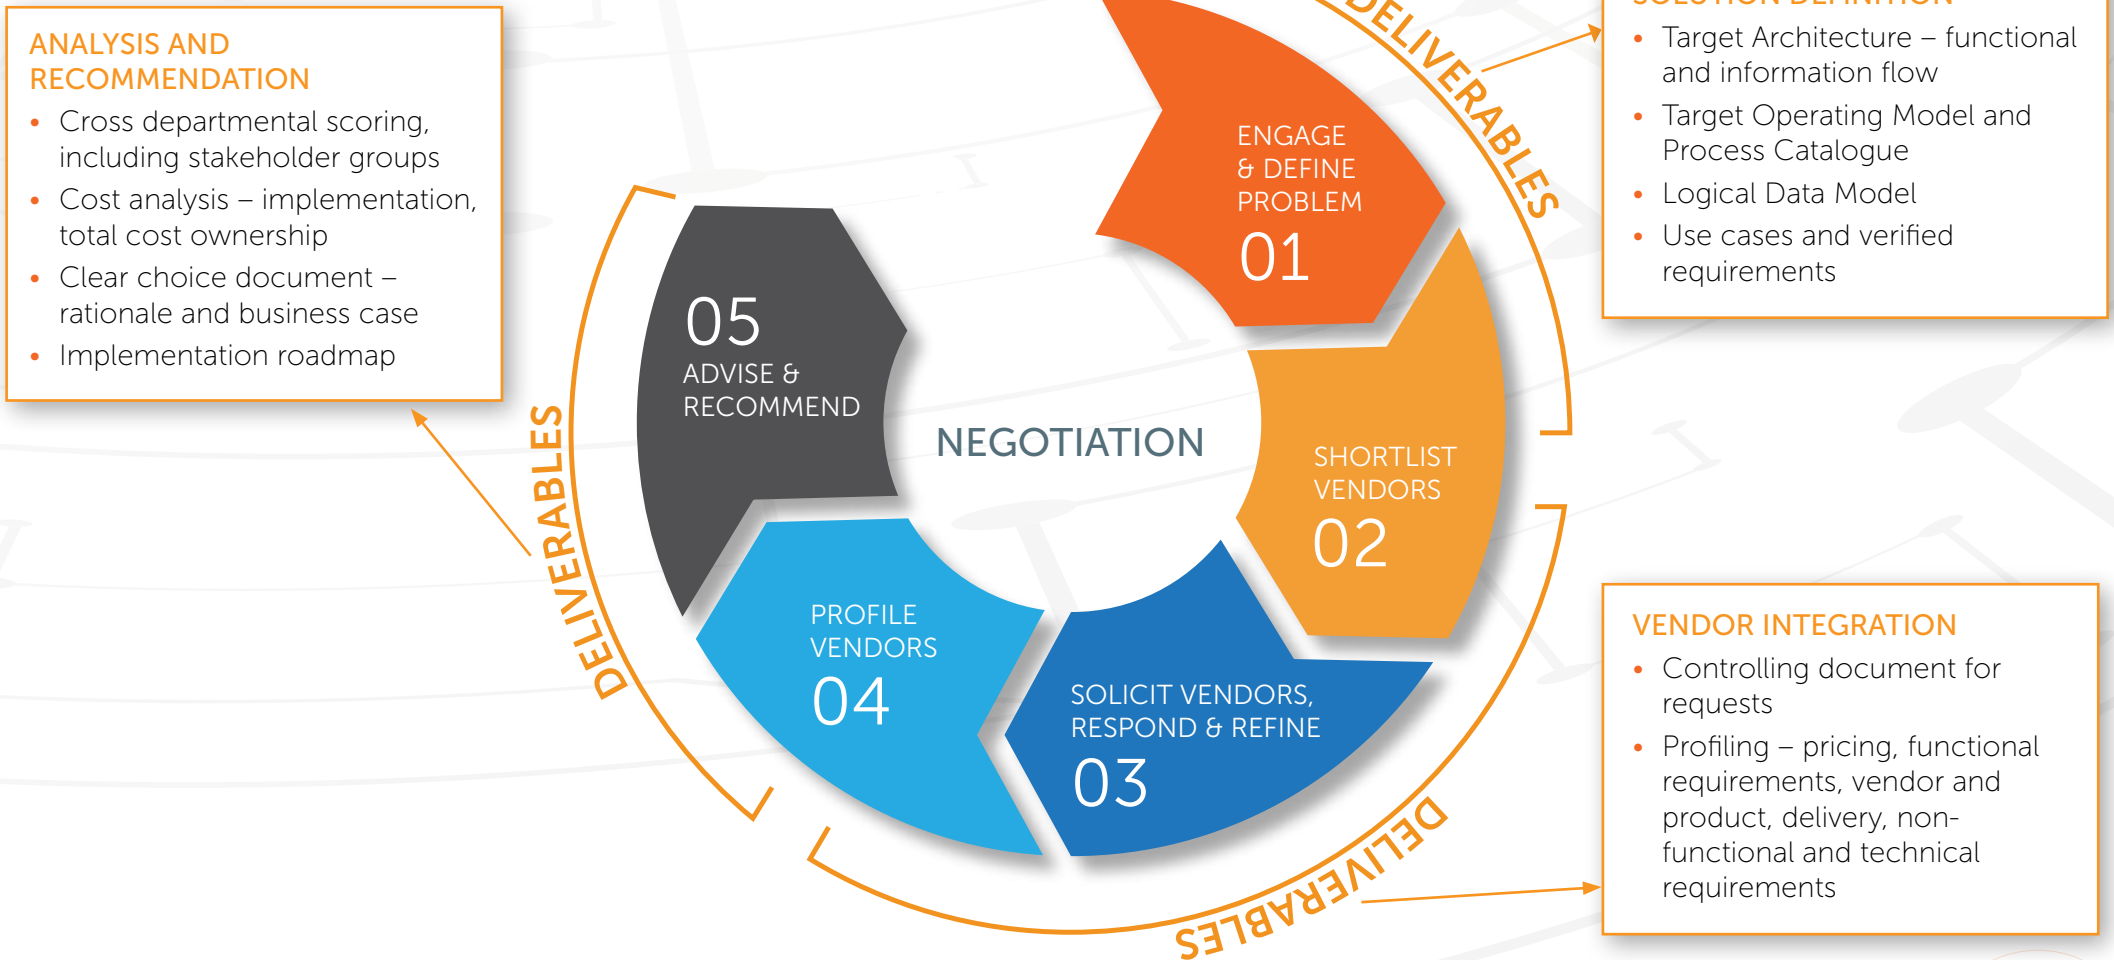 ANALYSIS AND
RECOMMENDATION
• Cross departmental scoring,
including stakeholder groups
• Cost analysis – implementation,
total cost ownership
• Clear choice document –
rationale and business case
• Implementation roadmap
DELIVERABLES
SOLUTION DEFINITION
• Target Architecture – functional
and information flow
• Target Operating Model and
Process Catalogue
• Logical Data Model
• Use cases and verified
requirements
ENGAGE
& DEFINE
PROBLEM
01
SHORTLIST
VENDORS
02
SOLICIT VENDORS,
RESPOND & REFINE
03
PROFILE
VENDORS
04
05
ADVISE &
RECOMMEND
NEGOTIATION
DELIVERABLES
DELIVERABLES
VENDOR INTEGRATION
• Controlling document for
requests
• Profiling – pricing, functional
requirements, vendor and
product, delivery, non-
functional and technical
requirements